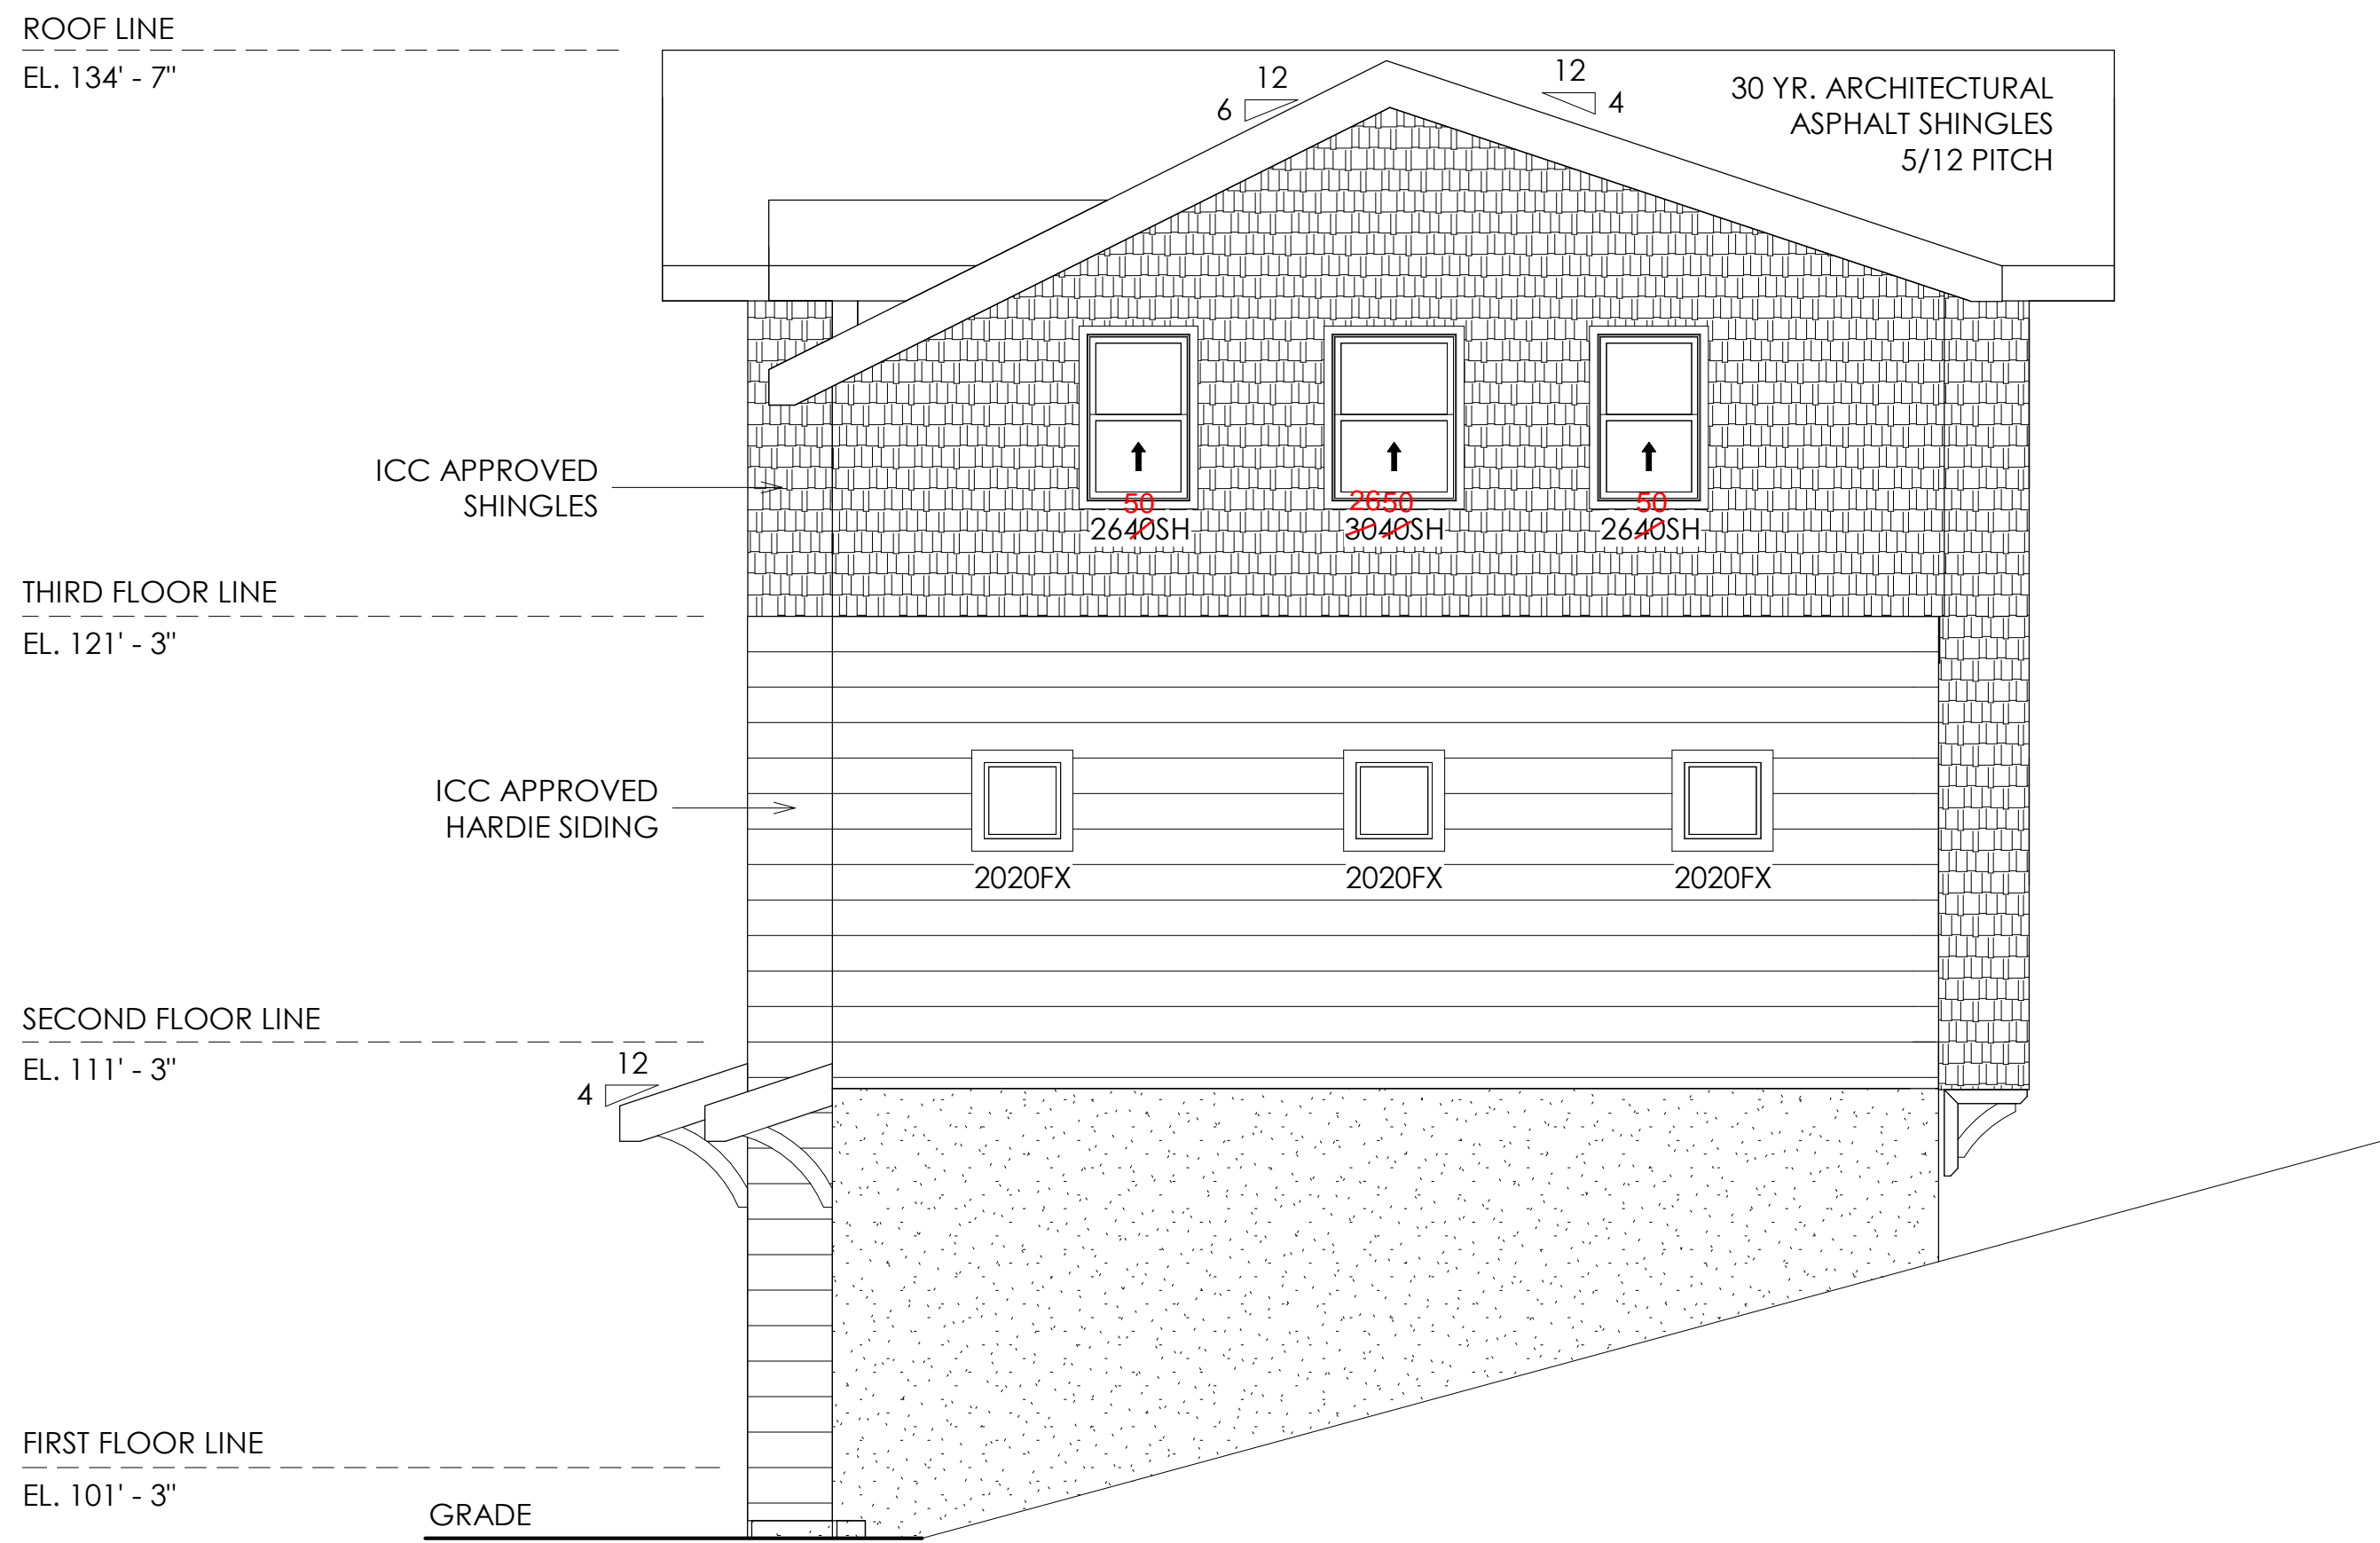 ROOF LINE
EL. 134' - 7"
12
6
12
4
30 YR. ARCHITECTURAL
ASPHALT SHINGLES
5/12 PITCH
ICC APPROVED
SHINGLES
50
2640SH
2650
3040SH
50
2640SH
THIRD FLOOR LINE
EL. 121' - 3"
ICC APPROVED
HARDIE SIDING
2020FX
2020FX
2020FX
SECOND FLOOR LINE
EL. 111' - 3"
12
4
FIRST FLOOR LINE
EL. 101' - 3"
GRADE